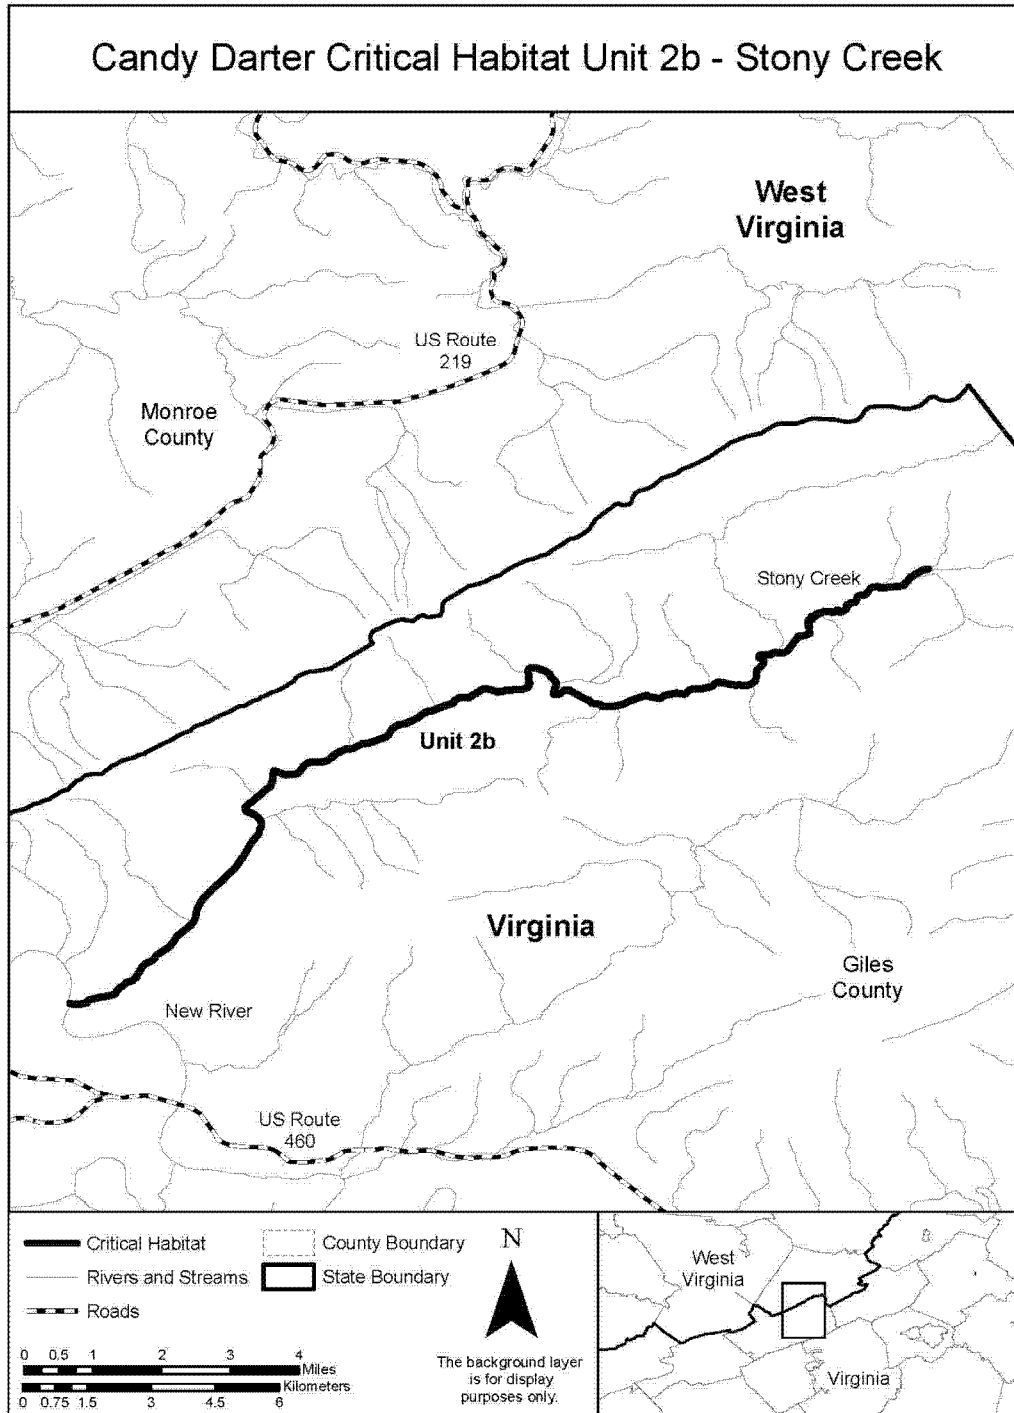 Candy Darter Critical Habitat Unit 2b - Stony Creek
West
Virginia
US Route
219
Monroe
County
Stony Creek
Unit 2b
Virginia
Giles
County
New River
US Route
460
Critical Habitat
County Boundary
Rivers and Streams
State Boundary
Roads
N
0 0.5 1 2 3 4
Miles
Kilometers
0 0.75 1.5 3 4.5 6
The background layer
is for display
purposes only.
West
Virginia
Virginia